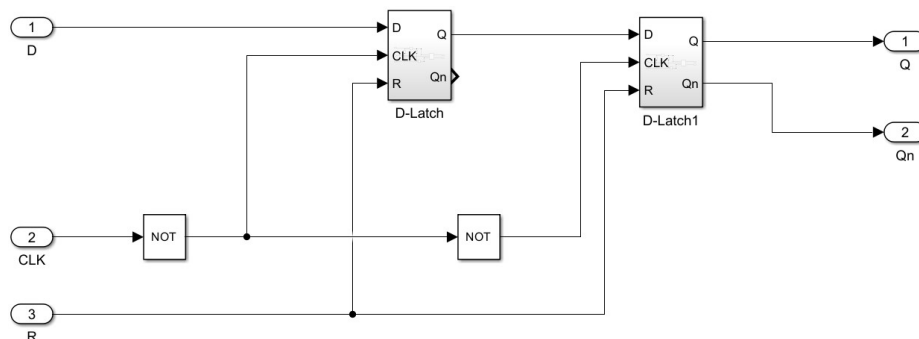 1
D
D
CLK
R
Q
Qn
D-Latch
D
CLK
R
Q
Qn
D-Latch1
1
Q
2
Qn
2
CLK
NOT
NOT
3
R